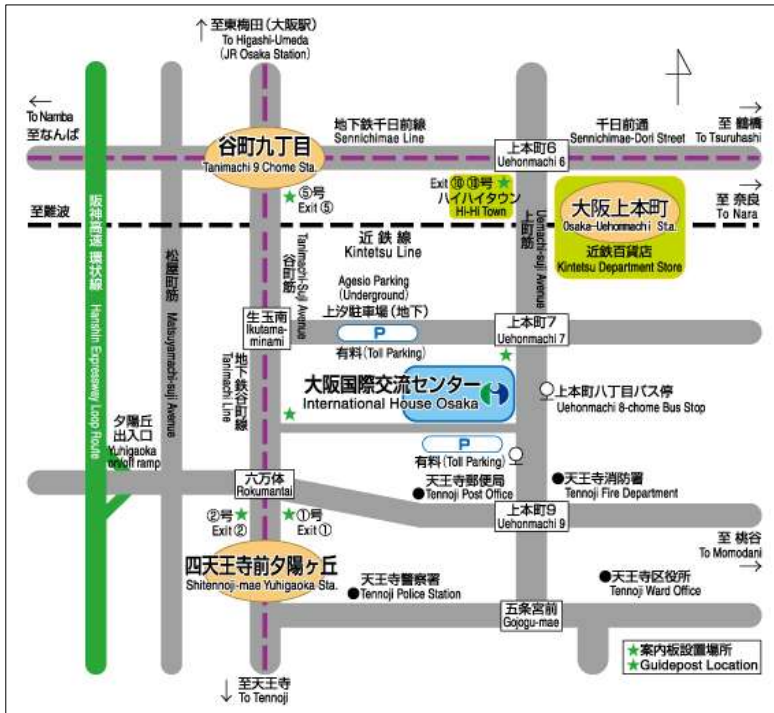 ↑ 至東梅田(大阪駅)
To Higashi-Umeda
(JR Osaka Station)
←
To Namba
至なんば
地下鉄千日前線
Sennichimae Line
千日前通
Sennichimae-Dori Street
→
至 鶴橋
To Tsuruhashi
谷町九丁目
Tanimachi 9 Chome Sta.
上本町6
Uehonmachi 6
⑤号
Exit ⑤
Exit ⑩ ⑬号
ハイハイタウン
Hi-Hi Town
大阪上本町
Osaka-Uehonmachi Sta.
近鉄百貨店
Kintetsu Department Store
→
至 奈良
To Nara
至難波
近 鉄 線
Kintetsu Line
阪神高速 環状線 Hanshin Expressway Loop Route
松屋町筋 Matsuyamachi-suji Avenue
谷町筋
Tanimachi-Suji Avenue
上町筋
Uemachi-suji Avenue
Agesio Parking
(Underground)
上汐駐車場(地下)
P
有料(Toll Parking)
生玉南
Ikutama-
minami
上本町7
Uehonmachi 7
地下鉄谷町線
Tanimachi Line
大阪国際交流センター
International House Osaka
上本町八丁目バス停
Uehonmachi 8-chome Bus Stop
夕陽丘
出入口
Yuhigaoka
on/off ramp
P
有料(Toll Parking)
六万体
Rokumantai
天王寺郵便局
●Tennoji Post Office
●天王寺消防署
Tennoji Fire Department
上本町9
Uehonmachi 9
②号
Exit ②
①号
Exit ①
至 桃谷
To Momodani
→
四天王寺前夕陽ヶ丘
Shitennoji-mae Yuhigaoka Sta.
天王寺警察署
●Tennoji Police Station
●天王寺区役所
Tennoji Ward Office
五条宮前
Gojogu-mae
★案内板設置場所
★Guidepost Location
↓ 至天王寺
To Tennoji